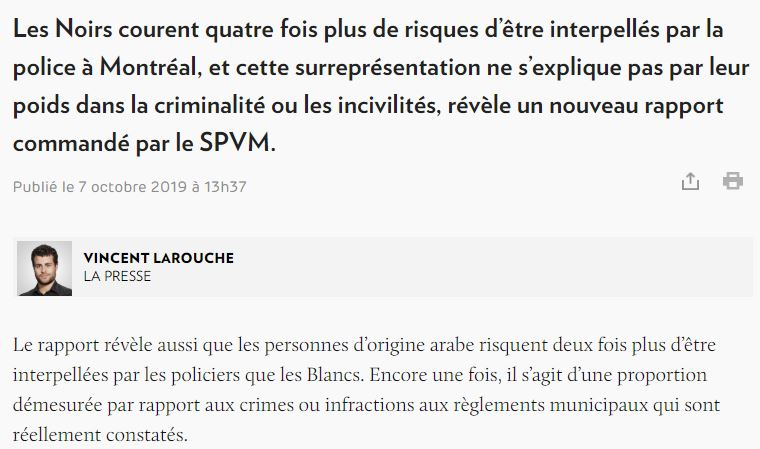 Les Noirs courent quatre fois plus de risques d’être interpellés par la
police à Montréal, et cette surreprésentation ne s’explique pas par leur
poids dans la criminalité ou les incivilités, révèle un nouveau rapport
commandé par le SPVM.
Publié le 7 octobre 2019 à 13h37
VINCENT LAROUCHE
LA PRESSE
Le rapport révèle aussi que les personnes d’origine arabe risquent deux fois plus d’être
interpellées par les policiers que les Blancs. Encore une fois, il s’agit d’une proportion
démesurée par rapport aux crimes ou infractions aux règlements municipaux qui sont
réellement constatés.